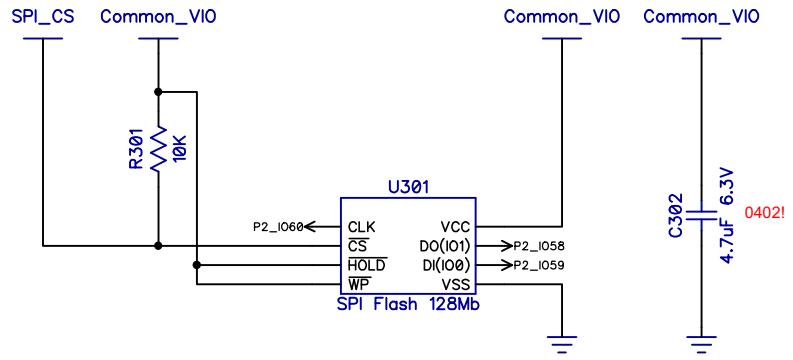 SPI_CS
Common_VIO
Common_VIO
Common_VIO
R301
10K
U301
P2_IO60
CLK
CS
HOLD
WP
VCC
DO(IO1)
DI(IO0)
VSS
P2_IO58
P2_IO59
SPI Flash 128Mb
C302
4.7uF 6.3V
0402!